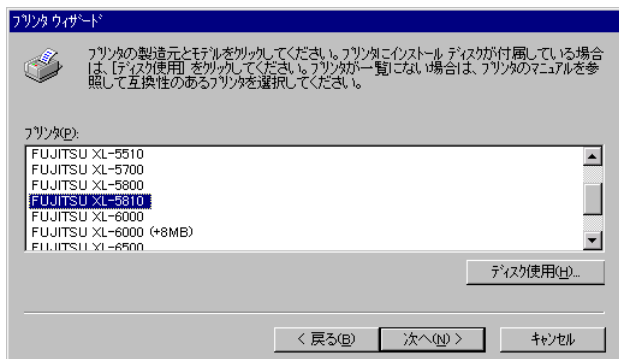 プリンタ ウィザード
プリンタの製造元とモデルをクリックしてください。プリンタにインストール ディスクが付属している場合
は、[ディスク使用] をクリックしてください。プリンタが一覧にない場合は、プリンタのマニュアルを参
照して互換性のあるプリンタを選択してください。
プリンタ(P):
FUJITSU XL-5510
FUJITSU XL-5700
FUJITSU XL-5800
FUJITSU XL-5810
FUJITSU XL-6000
FUJITSU XL-6000 (+8MB)
FUJITSU XL-6500
ディスク使用(H)...
< 戻る(B)
次へ(N) >
キャンセル